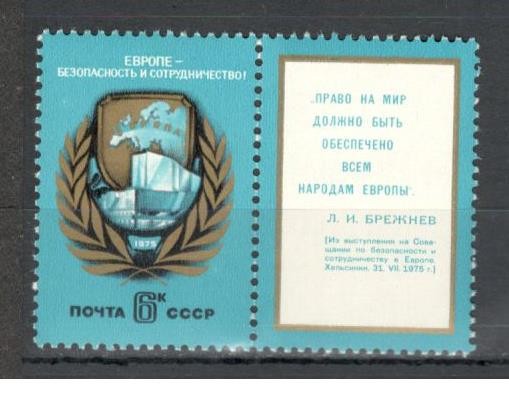 ЕВРОПЕ –
БЕЗОПАСНОСТЬ И СОТРУДНИЧЕСТВО!
ЕВРОПА
1975
ПОЧТА 6К СССР
„ПРАВО НА МИР
ДОЛЖНО БЫТЬ
ОБЕСПЕЧЕНО
ВСЕМ
НАРОДАМ ЕВРОПЫ".
Л. И. БРЕЖНЕВ
[Из выступления на Сове-
щании по безопасности и
сотрудничеству в Европе.
Хельсинки. 31. VII. 1975 г.]